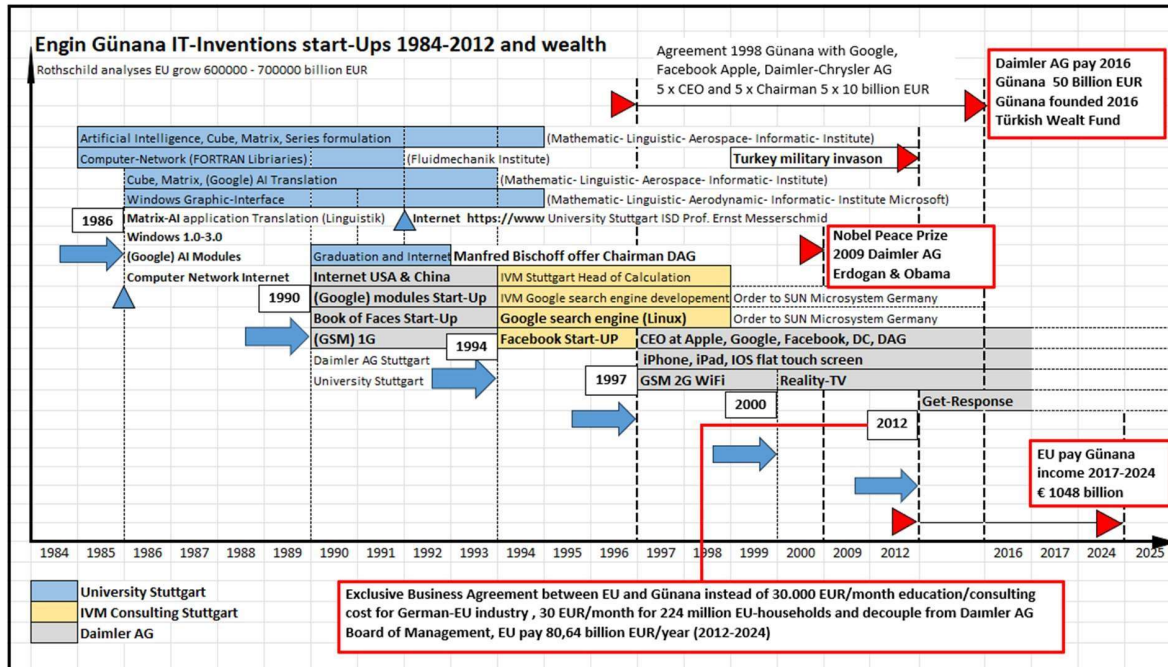 Engin Günana IT-Inventions start-Ups 1984-2012 and wealth
Rothschild analyses EU grow 600000 - 700000 billion EUR
Agreement 1998 Günana with Google,
Facebook Apple, Daimler-Chrysler AG
5 x CEO and 5 x Chairman 5 x 10 billion EUR
Daimler AG pay 2016
Günana 50 Billion EUR
Günana founded 2016
Türkish Wealt Fund
Artificial Intelligence, Cube, Matrix, Series formulation
(Mathematic- Linguistic- Aerospace- Informatic- Institute)
Computer-Network (FORTRAN Libraries)
(Fluidmechanik Institute)
Turkey military invason
Cube, Matrix, (Google) AI Translation
(Mathematic- Linguistic- Aerospace- Informatic- Institute)
Windows Graphic-Interface
(Mathematic- Linguistic- Aerodynamic- Informatic- Institute Microsoft)
1986
Matrix-AI application Translation (Linguistik)
Internet https://www University Stuttgart ISD Prof. Ernst Messerschmid
Windows 1.0-3.0
(Google) AI Modules
Computer Network Internet
Nobel Peace Prize
2009 Daimler AG
Erdogan & Obama
Graduation and Internet
Manfred Bischoff offer Chairman DAG
Internet USA & China
IVM Stuttgart Head of Calculation
1990
(Google) modules Start-Up
IVM Google search engine developement
Order to SUN Microsystem Germany
Book of Faces Start-Up
Google search engine (Linux)
Order to SUN Microsystem Germany
(GSM) 1G
1994
Facebook Start-UP
CEO at Apple, Google, Facebook, DC, DAG
Daimler AG Stuttgart
iPhone, iPad, IOS flat touch screen
University Stuttgart
1997
GSM 2G WiFi
Reality-TV
2000
Get-Response
2012
EU pay Günana
income 2017-2024
€ 1048 billion
1984 1985 1986 1987 1988 1989 1990 1991 1992 1993 1994 1995 1996 1997 1998 1999 2000 2009 2012 2016 2017 2024 2025
University Stuttgart
IVM Consulting Stuttgart
Daimler AG
Exclusive Business Agreement between EU and Günana instead of 30.000 EUR/month education/consulting
cost for German-EU industry , 30 EUR/month for 224 million EU-households and decouple from Daimler AG
Board of Management, EU pay 80,64 billion EUR/year (2012-2024)